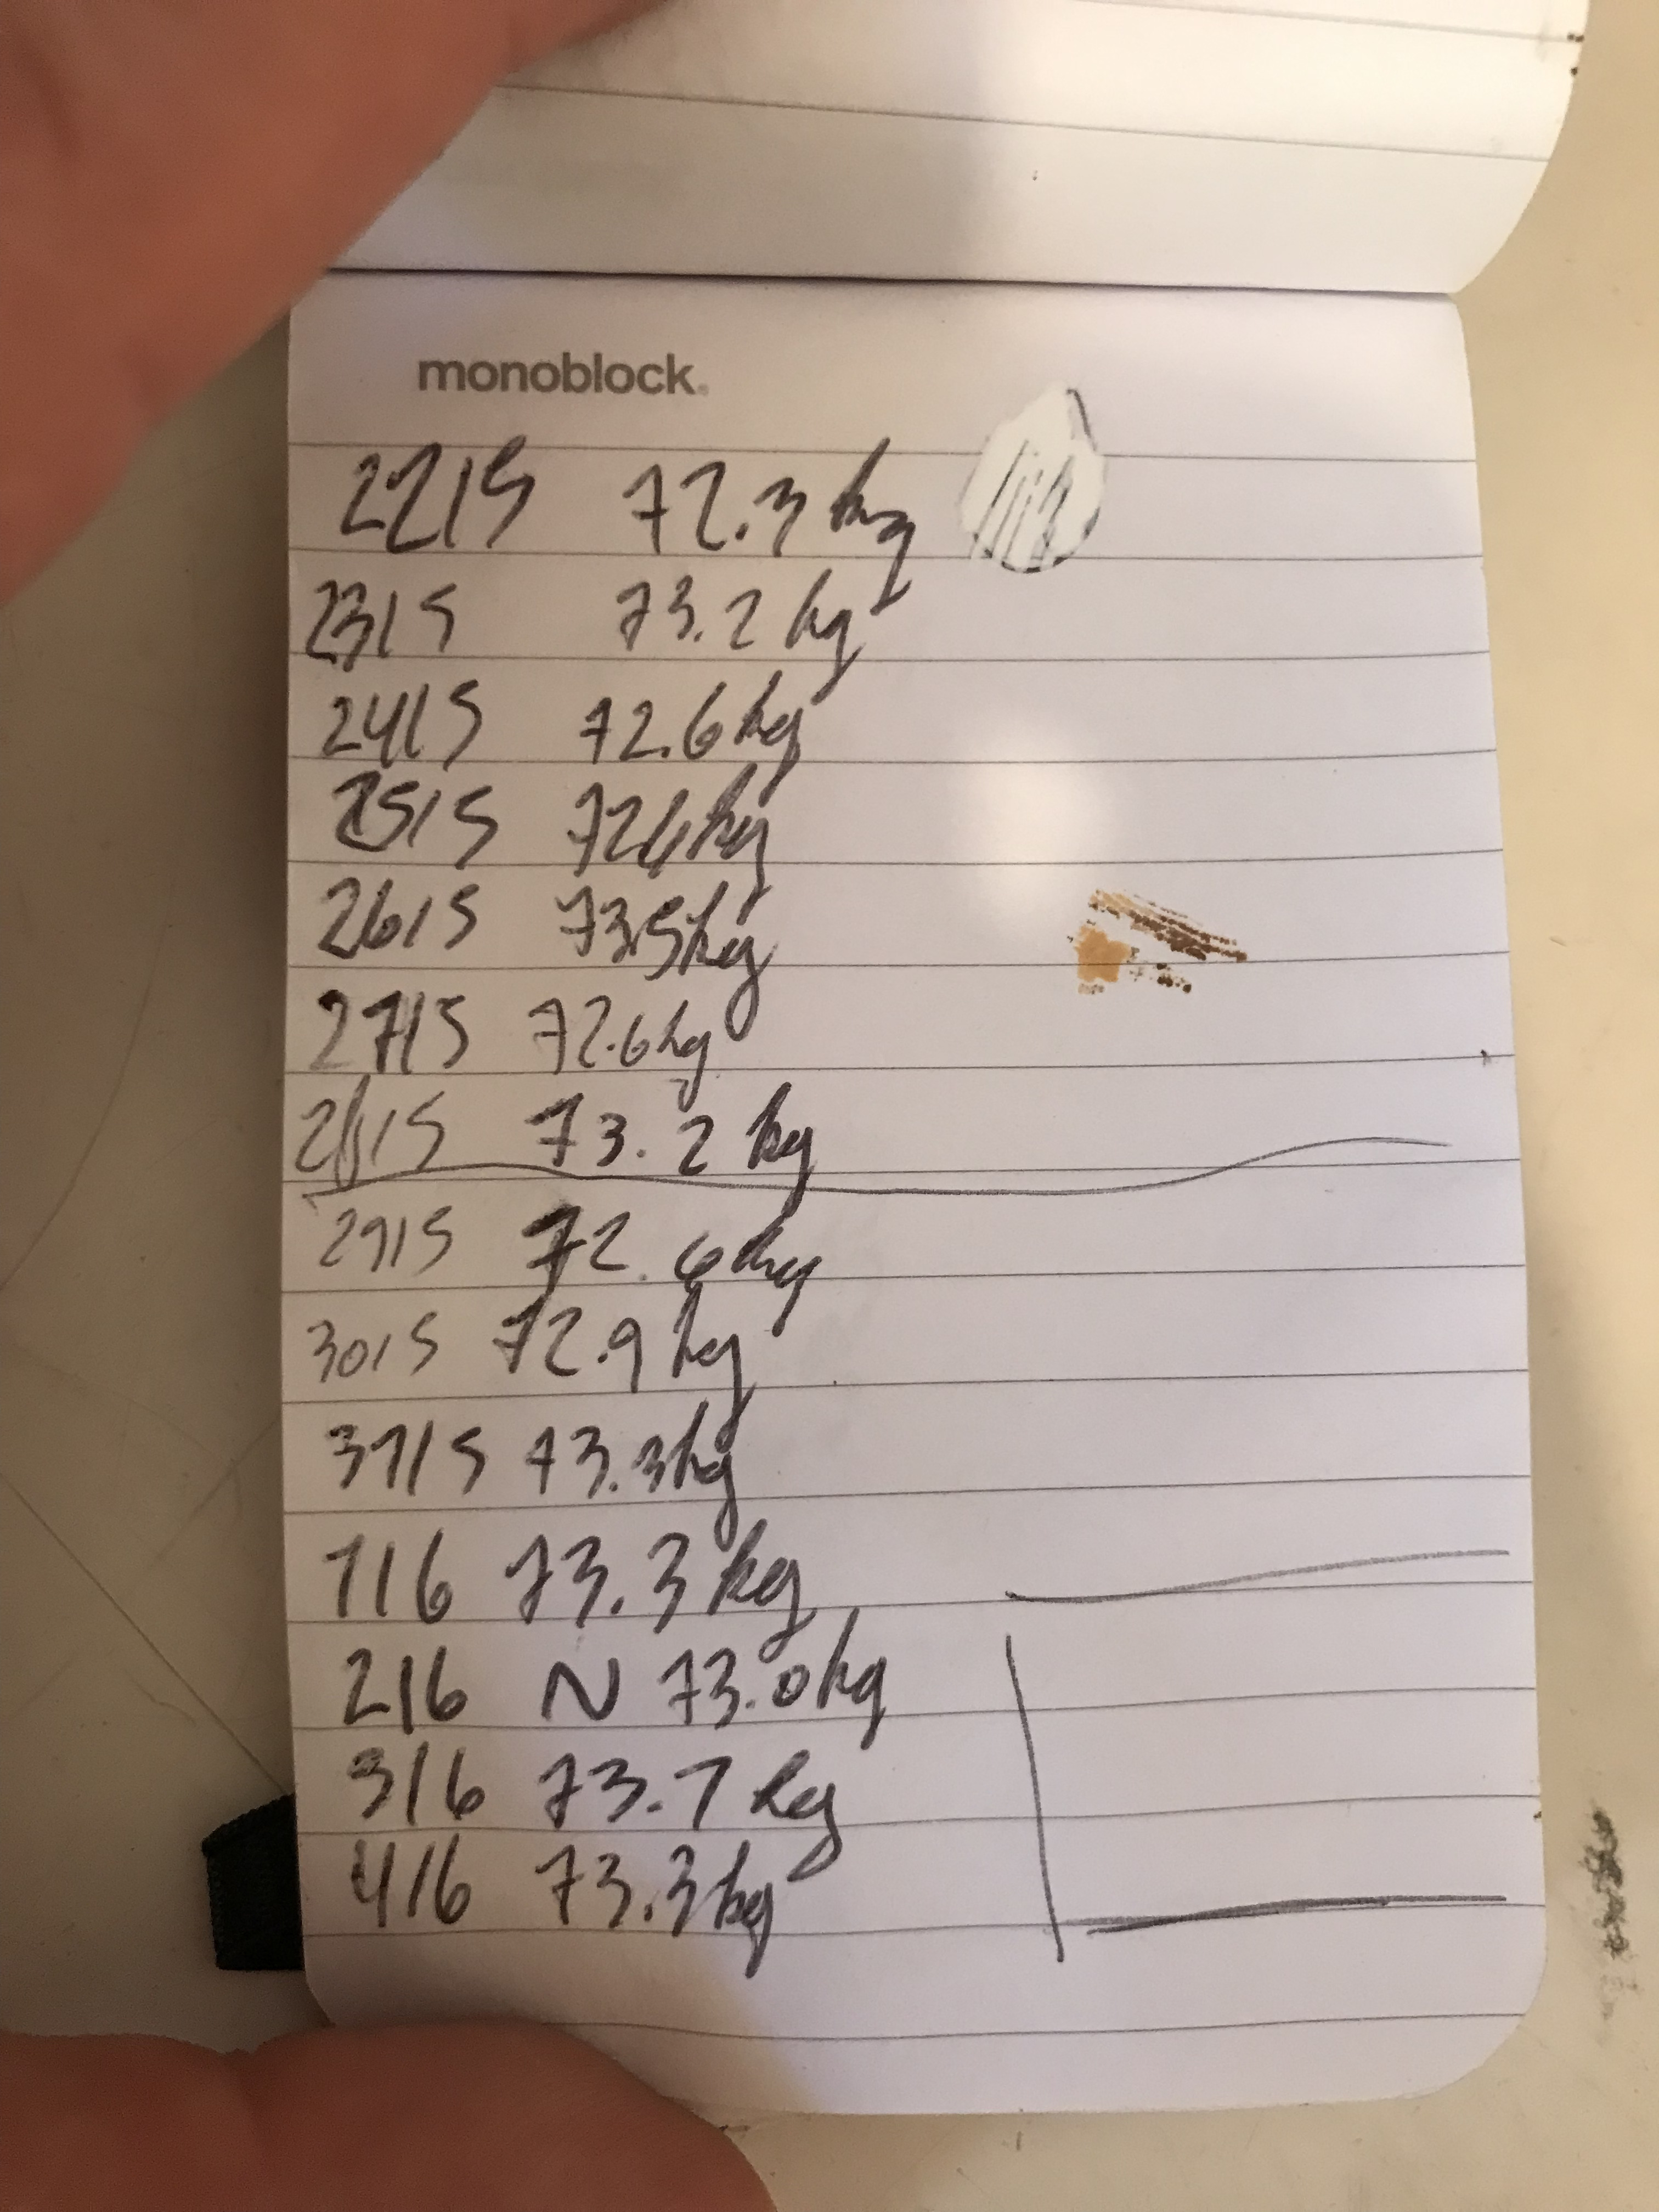 monoblock.
22/5 72.3 kg
23/5 73.2 kg
24/5 72.6 kg
25/5 kg
26/5 73.5 kg
27/5 72.6 kg
28/5 73.2 kg
29/5 72.6 kg
30/5 72.9 kg
31/5 73.3 kg
1/6 73.3 kg
2/6 N 73.0 kg
3/6 73.7 kg
4/6 73.3 kg